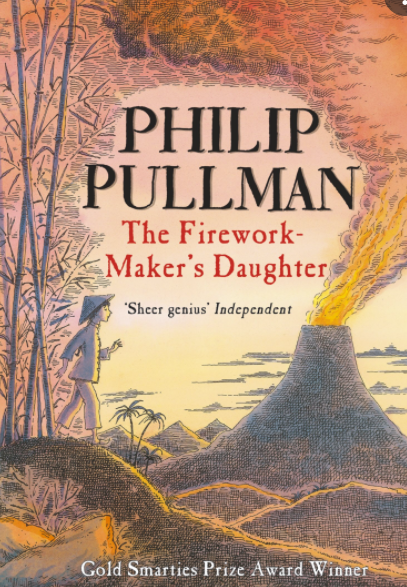 PHILIP
PULLMAN
The Firework-
Maker's Daughter
'Sheer genius' Independent
Gold Smarties Prize Award Winner